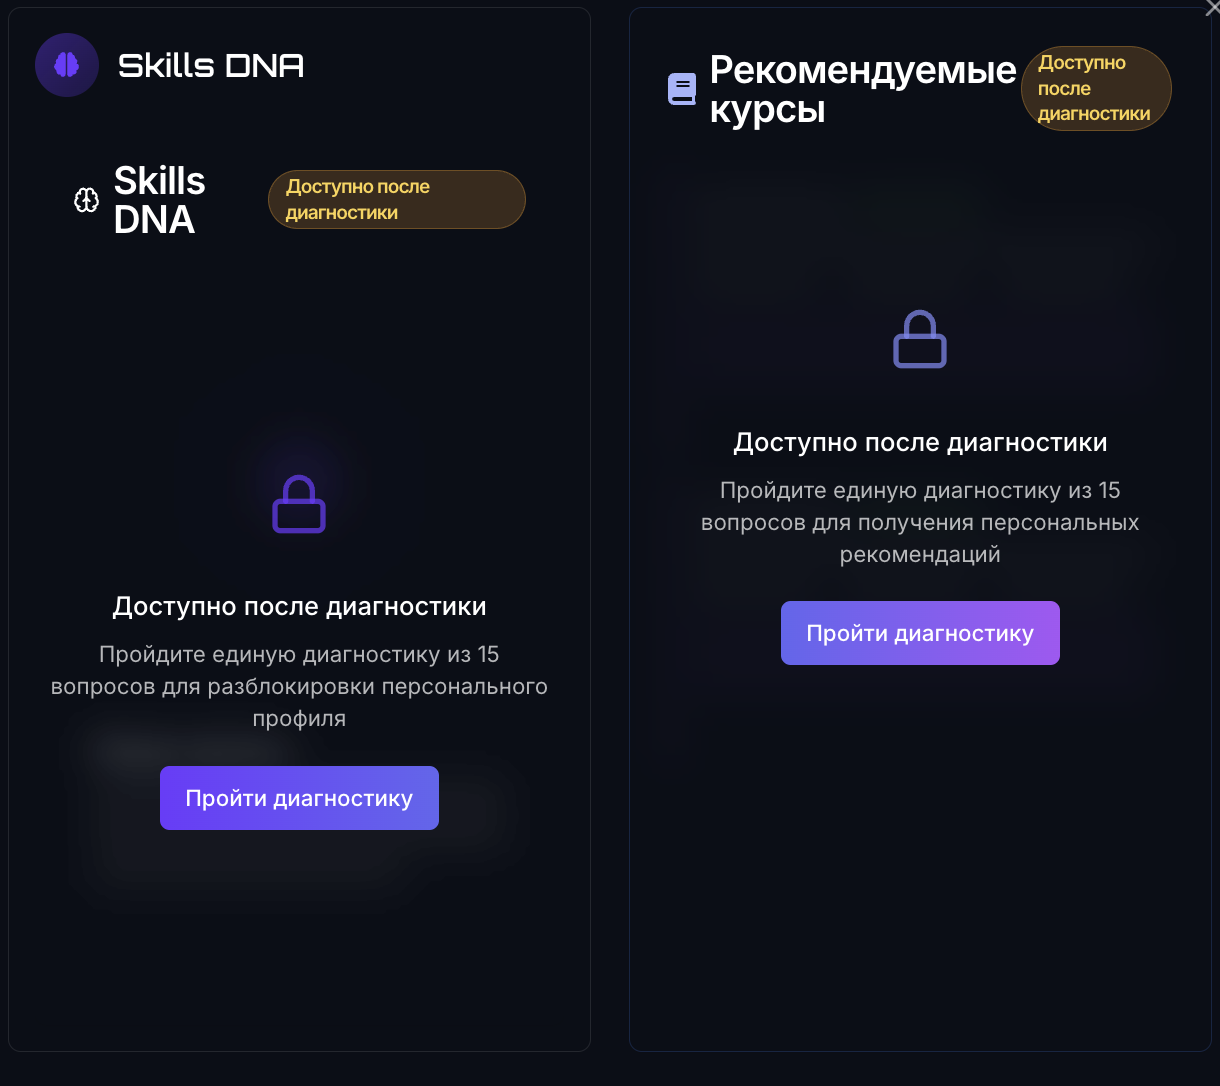 Skills DNA
Skills
DNA
Доступно после
диагностики
Доступно после диагностики
Пройдите единую диагностику из 15
вопросов для разблокировки персонального
профиля
Пройти диагностику
Рекомендуемые
курсы
Доступно
после
диагностики
Доступно после диагностики
Пройдите единую диагностику из 15
вопросов для получения персональных
рекомендаций
Пройти диагностику